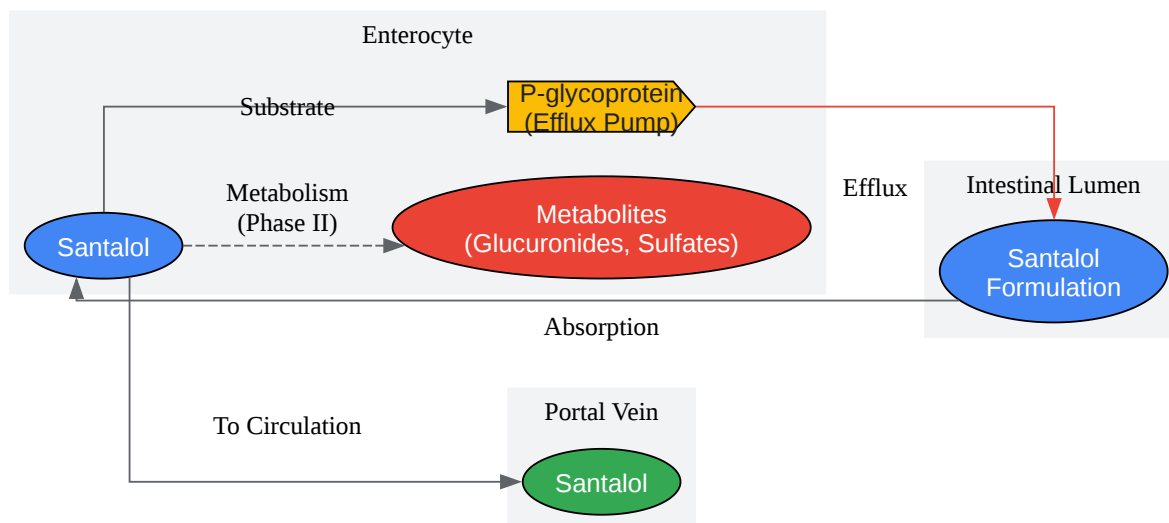 Enterocyte
P-glycoprotein
(Efflux Pump)
Substrate
Metabolism
(Phase II)
Metabolites
(Glucuronides, Sulfates)
Santalol
Efflux
Intestinal Lumen
Santalol
Formulation
Absorption
To Circulation
Portal Vein
Santalol